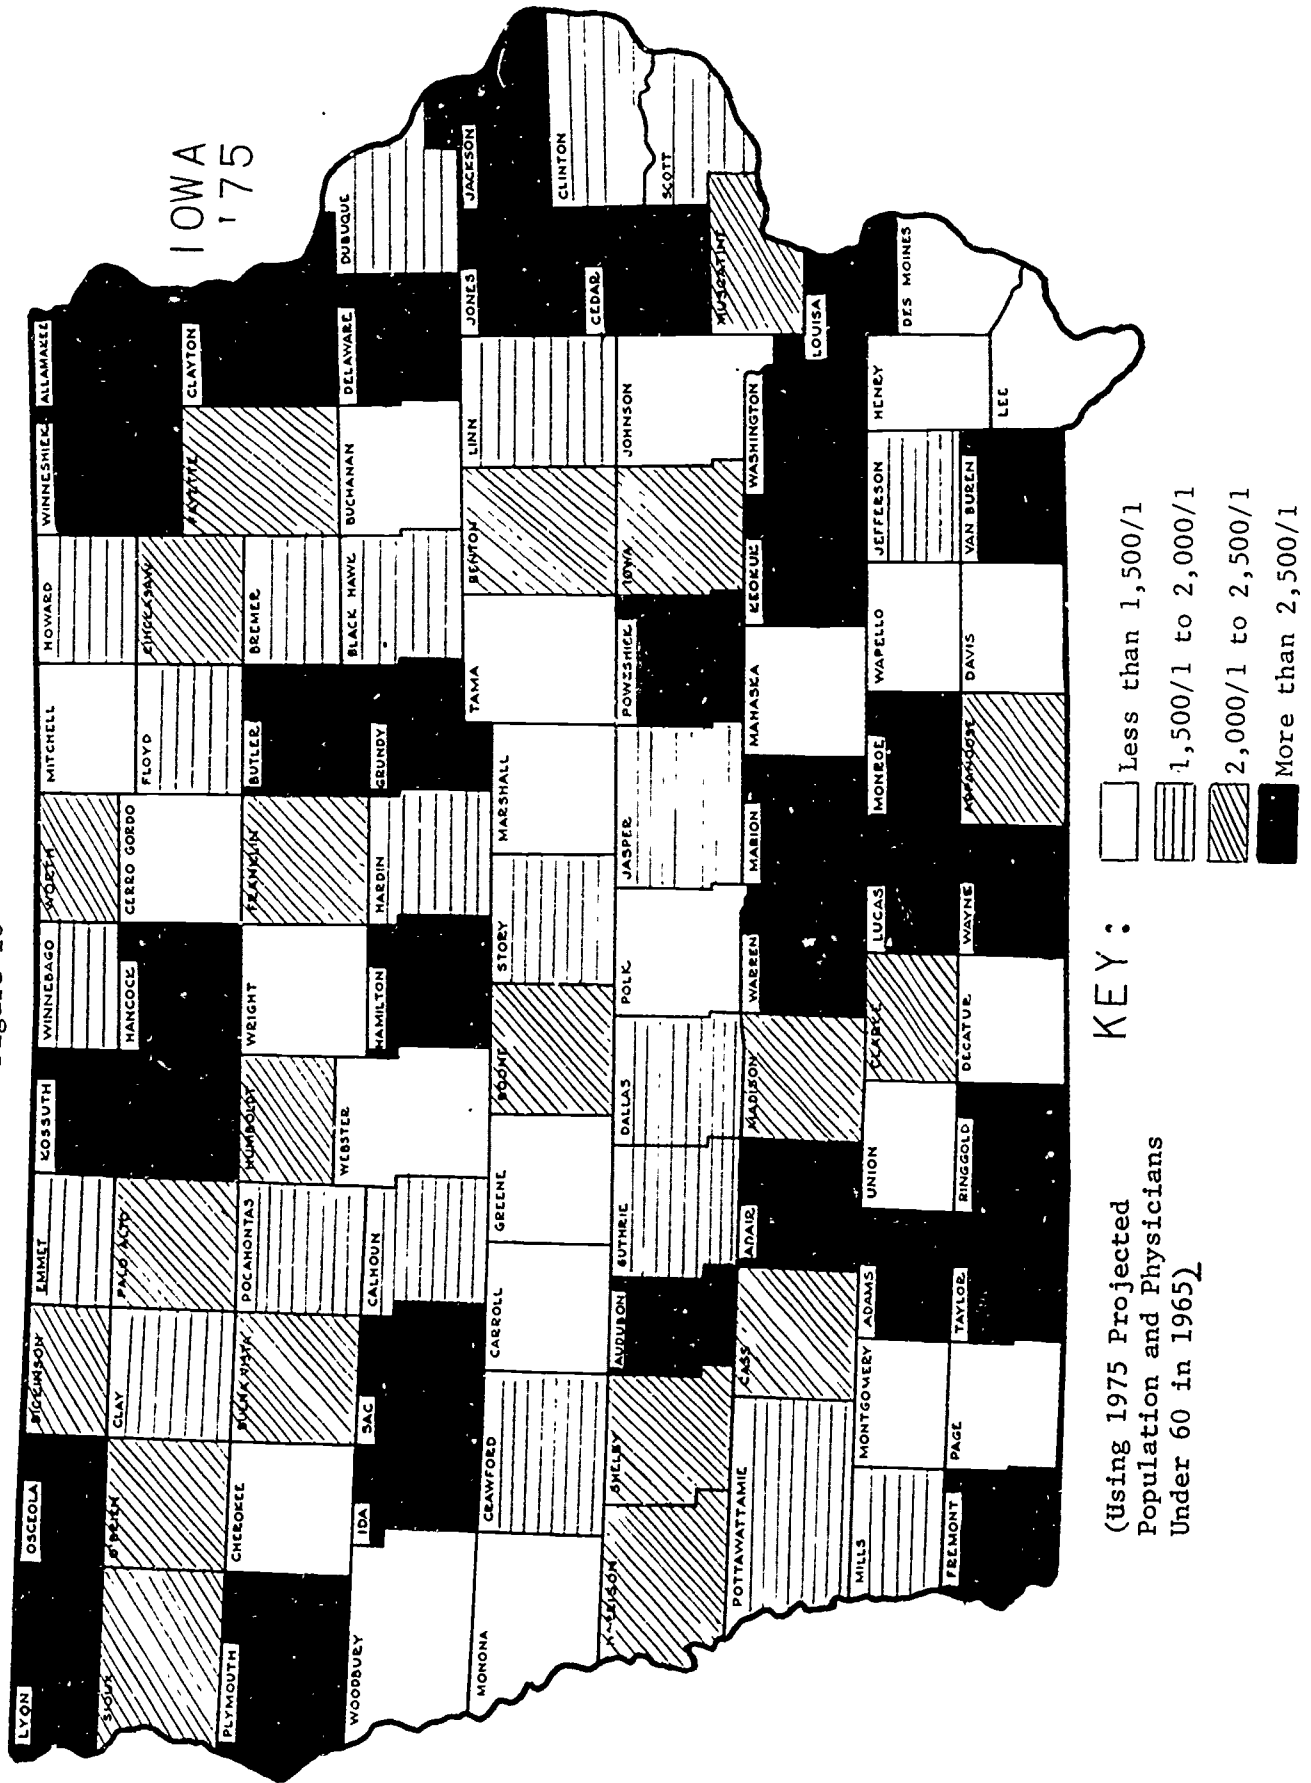 IOWA
'75
LYON
OSCEOLA
DICKINSON
EMMET
KOSSUTH
WINNEBAGO
WORTH
MITCHELL
HOWARD
WINNESHIEK
ALLAMAKEE
SIOUX
O'BRIEN
CLAY
PALO ALTO
HANCOCK
CERRO GORDO
FLOYD
CHICKASAW
FAYETTE
CLAYTON
PLYMOUTH
CHEROKEE
BUENA VISTA
POCAHONTAS
HUMBOLDT
WRIGHT
FRANKLIN
BUTLER
BREMER
WOODBURY
IDA
SAC
CALHOUN
WEBSTER
HAMILTON
HARDIN
GRUNDY
BLACK HAWK
BUCHANAN
DELAWARE
DUBUQUE
MONONA
CRAWFORD
CARROLL
GREENE
BOONE
STORY
MARSHALL
TAMA
BENTON
LINN
JONES
JACKSON
HARRISON
SHELBY
AUDUBON
GUTHRIE
DALLAS
POLK
JASPER
POWESHIEK
IOWA
JOHNSON
CEDAR
CLINTON
SCOTT
POTTAWATTAMIE
CASS
ADAIR
MADISON
WARREN
MARION
MAHASKA
KEOKUK
WASHINGTON
MUSCATINE
LOUISA
MILLS
MONTGOMERY
ADAMS
UNION
CLARKE
LUCAS
MONROE
WAPELLO
JEFFERSON
HENRY
DES MOINES
FREMONT
PAGE
TAYLOR
RINGGOLD
DECATUR
WAYNE
APPANOOSE
DAVIS
VAN BUREN
LEE
(Using 1975 Projected
Population and Physicians
Under 60 in 1965)
KEY:
Less than 1,500/1
1,500/1 to 2,000/1
2,000/1 to 2,500/1
More than 2,500/1